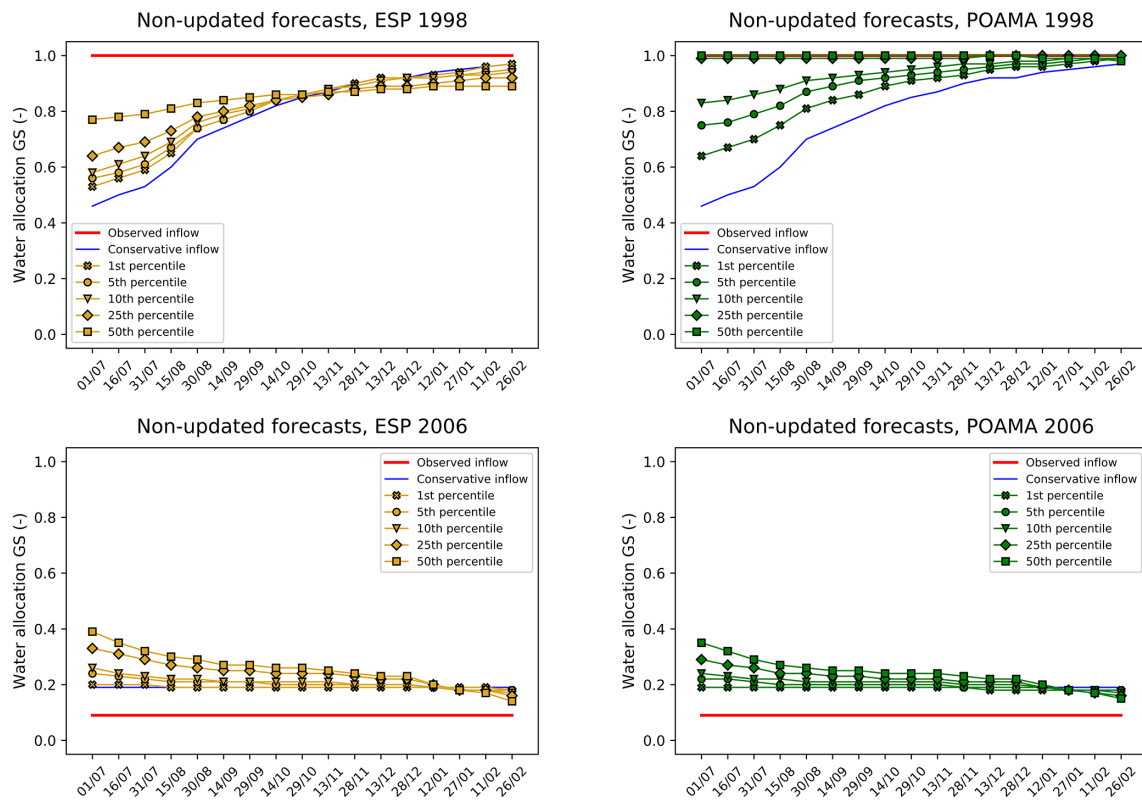 Non-updated forecasts, ESP 1998
Water allocation GS (-)
1.0
0.8
0.6
0.4
0.2
0.0
Observed inflow
Conservative inflow
1st percentile
5th percentile
10th percentile
25th percentile
50th percentile
01/07 16/07 31/07 15/08 30/08 14/09 29/09 14/10 29/10 13/11 28/11 13/12 28/12 12/01 27/01 11/02 26/02
Non-updated forecasts, POAMA 1998
Water allocation GS (-)
1.0
0.8
0.6
0.4
0.2
0.0
Observed inflow
Conservative inflow
1st percentile
5th percentile
10th percentile
25th percentile
50th percentile
01/07 16/07 31/07 15/08 30/08 14/09 29/09 14/10 29/10 13/11 28/11 13/12 28/12 12/01 27/01 11/02 26/02
Non-updated forecasts, ESP 2006
Water allocation GS (-)
1.0
0.8
0.6
0.4
0.2
0.0
Observed inflow
Conservative inflow
1st percentile
5th percentile
10th percentile
25th percentile
50th percentile
01/07 16/07 31/07 15/08 30/08 14/09 29/09 14/10 29/10 13/11 28/11 13/12 28/12 12/01 27/01 11/02 26/02
Non-updated forecasts, POAMA 2006
Water allocation GS (-)
1.0
0.8
0.6
0.4
0.2
0.0
Observed inflow
Conservative inflow
1st percentile
5th percentile
10th percentile
25th percentile
50th percentile
01/07 16/07 31/07 15/08 30/08 14/09 29/09 14/10 29/10 13/11 28/11 13/12 28/12 12/01 27/01 11/02 26/02